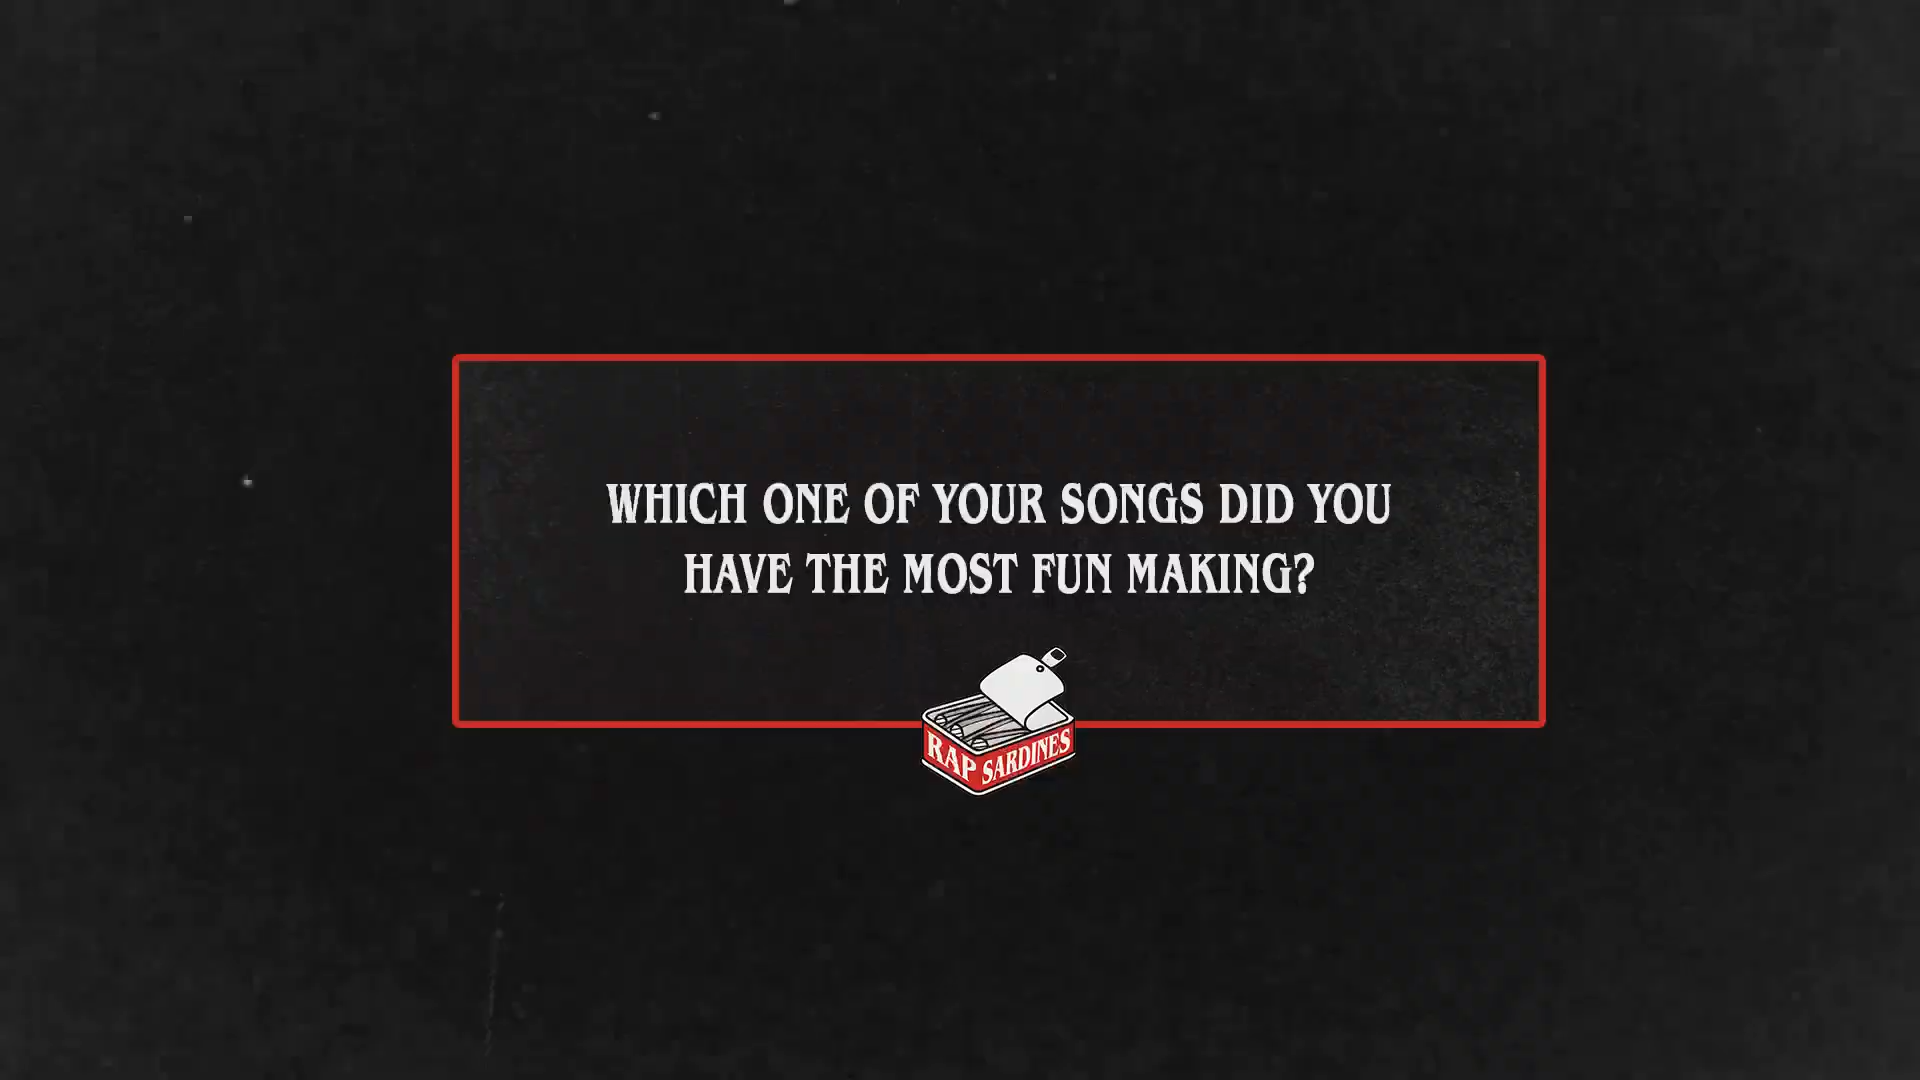 WHICH ONE OF YOUR SONGS DID YOU
HAVE THE MOST FUN MAKING?
RAP SARDINES